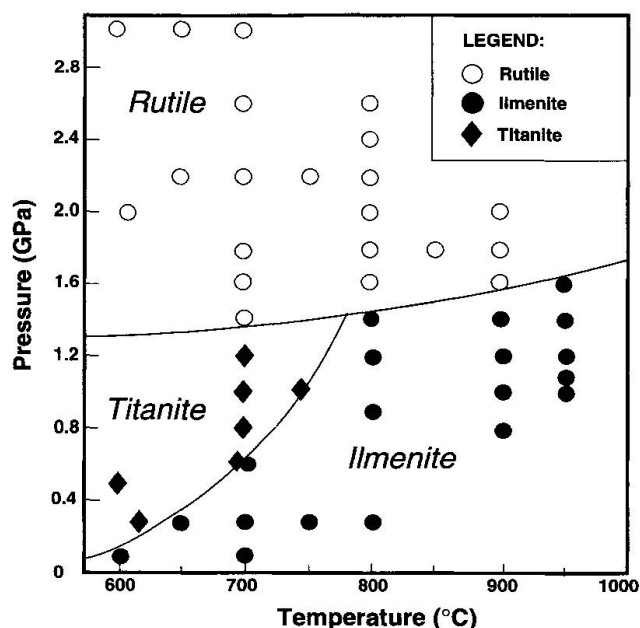 LEGEND:
Rutile
Ilmenite
Titanite
Rutile
Titanite
Ilmenite
2.8
2.4
2.0
1.6
1.2
0.8
0.4
0
Pressure (GPa)
600 700 800 900 1000
Temperature (°C)